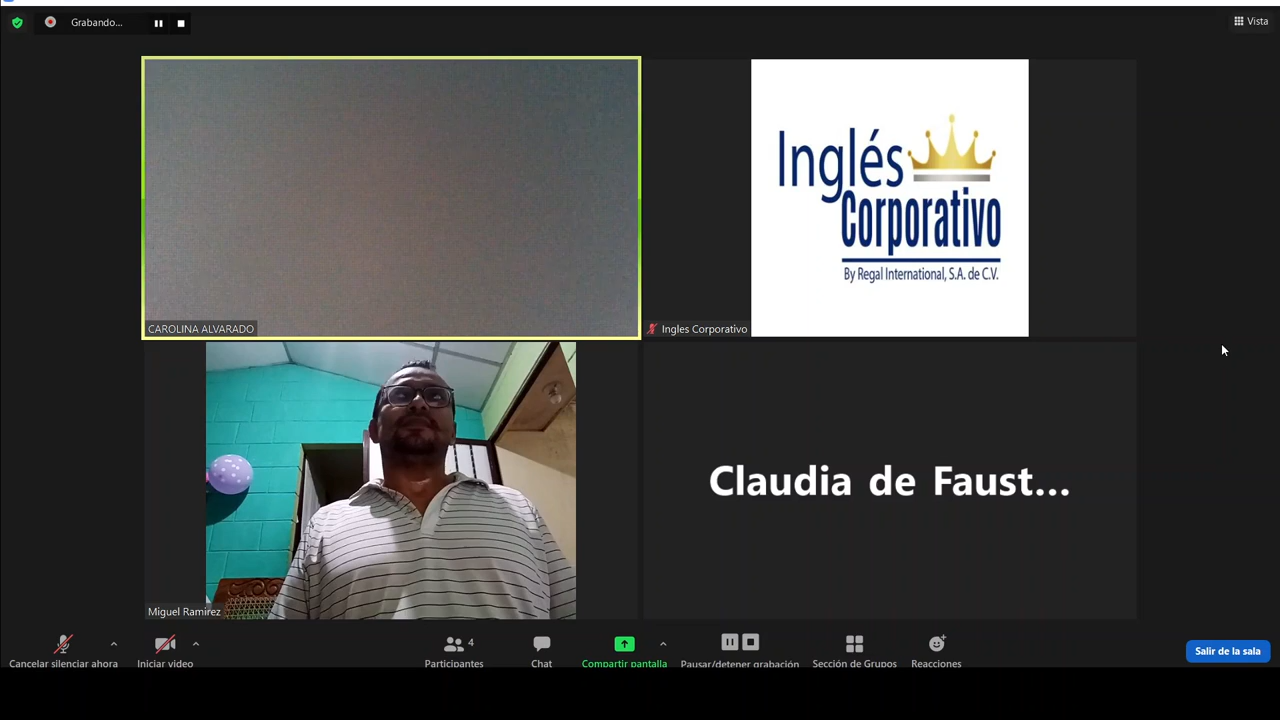 Grabando...
Vista
Inglés
Corporativo
By Regal International, S.A. de C.V.
CAROLINA ALVARADO
Ingles Corporativo
Claudia de Faust...
Miguel Ramirez
4
Cancelar silenciar ahora
Iniciar video
Participantes
Chat
Compartir pantalla
Pausar/detener grabación
Sección de Grupos
Reacciones
Salir de la sala